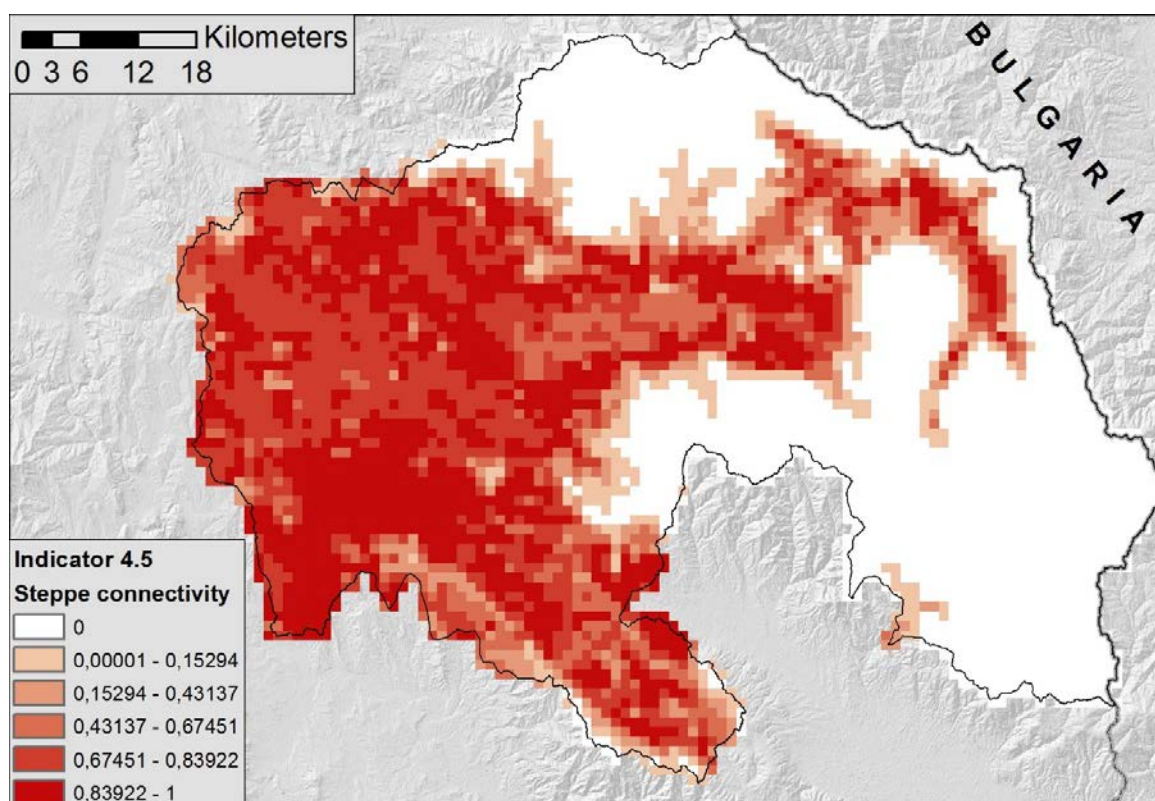 Kilometers
0 3 6 12 18
BULGARIA
Indicator 4.5
Steppe connectivity
0
0,00001 - 0,15294
0,15294 - 0,43137
0,43137 - 0,67451
0,67451 - 0,83922
0,83922 - 1